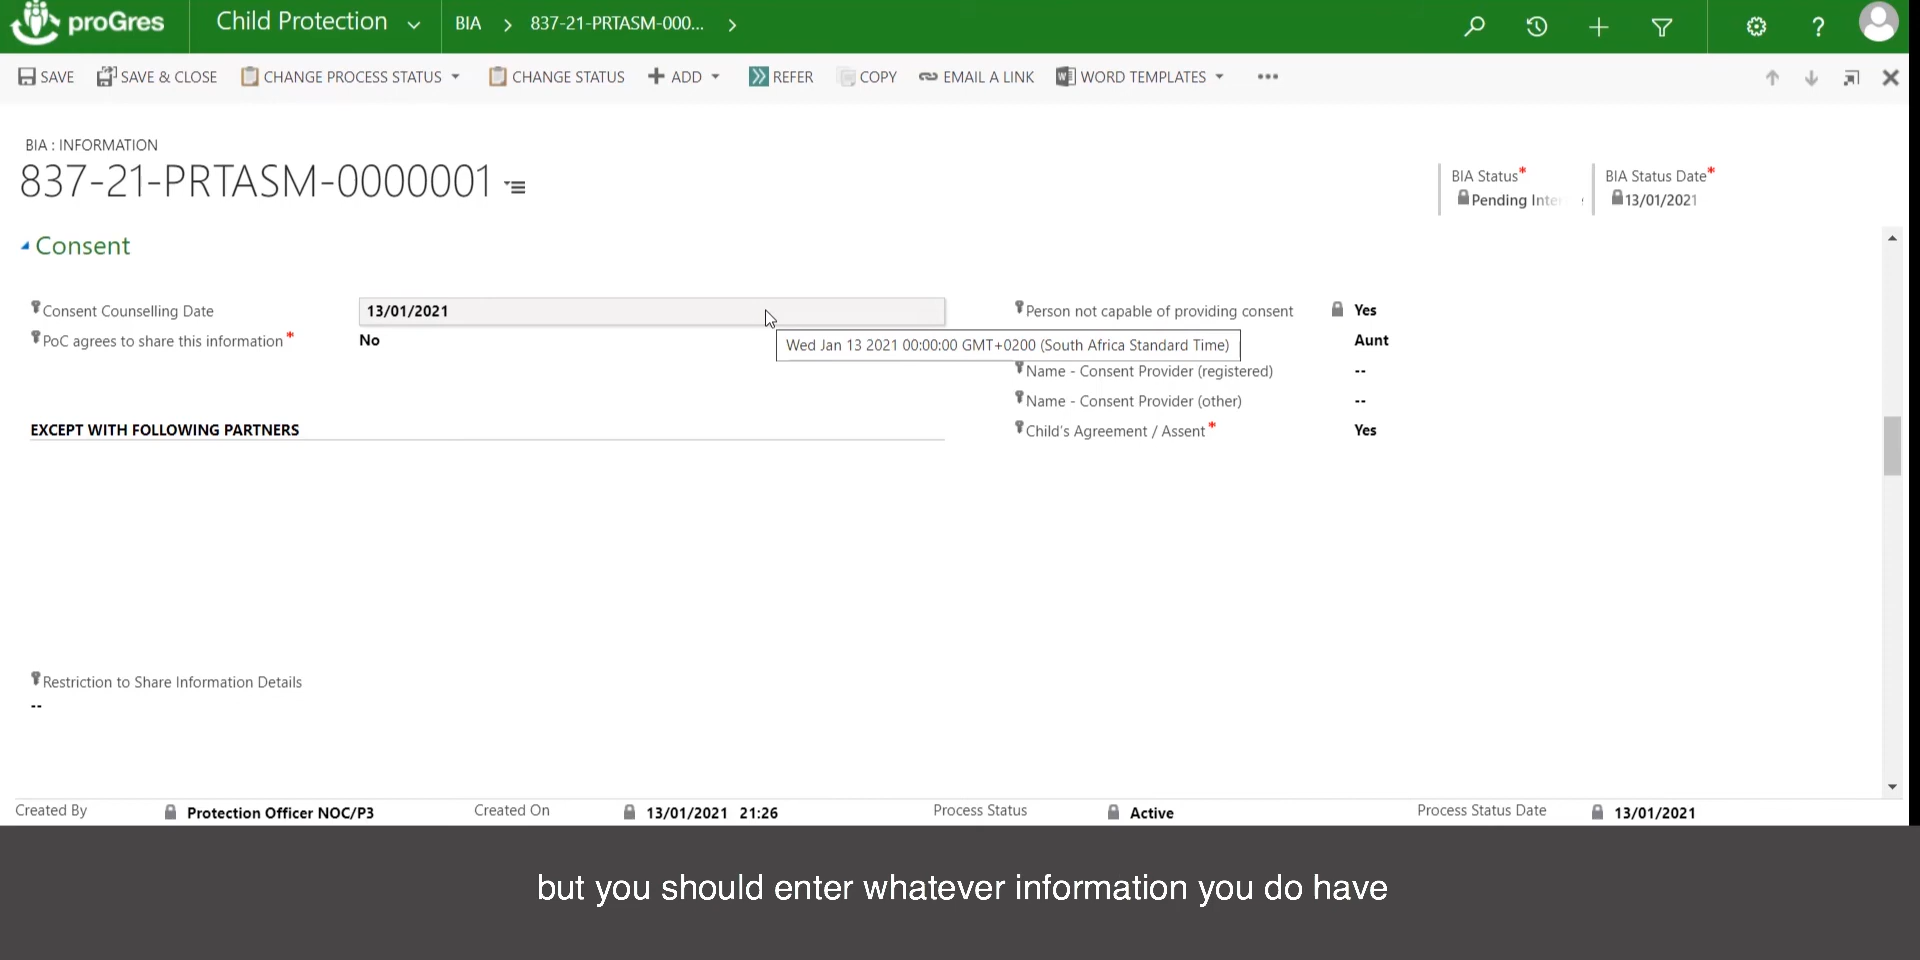 proGres
Child Protection
BIA > 837-21-PRTASM-000... >
SAVE SAVE & CLOSE CHANGE PROCESS STATUS CHANGE STATUS + ADD REFER COPY EMAIL A LINK WORD TEMPLATES ...
BIA : INFORMATION
837-21-PRTASM-0000001
BIA Status* BIA Status Date*
Pending Inte 13/01/2021
Consent
Consent Counselling Date 13/01/2021 Person not capable of providing consent Yes
PoC agrees to share this information* No Aunt
Wed Jan 13 2021 00:00:00 GMT+0200 (South Africa Standard Time)
Name - Consent Provider (registered) --
Name - Consent Provider (other) --
EXCEPT WITH FOLLOWING PARTNERS Child's Agreement / Assent* Yes
Restriction to Share Information Details
--
Created By Protection Officer NOC/P3 Created On 13/01/2021 21:26 Process Status Active Process Status Date 13/01/2021
but you should enter whatever information you do have